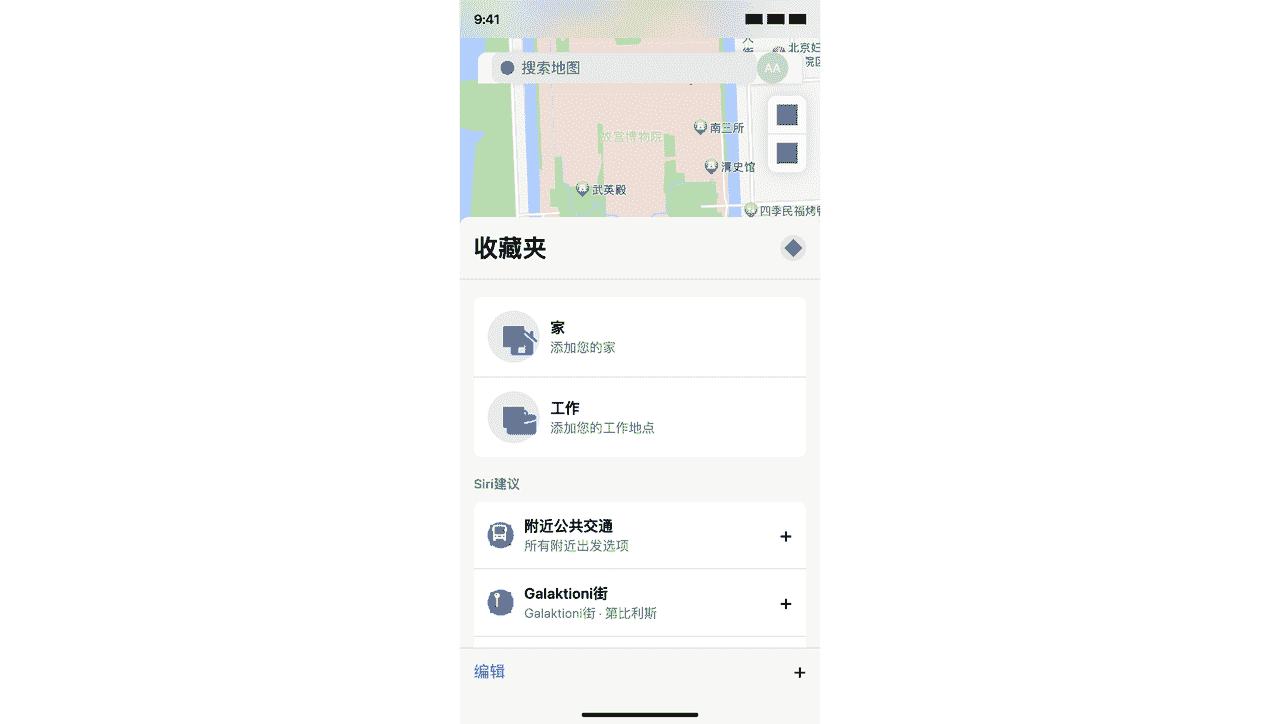 9:41
北京妇
院区
搜索地图
AA
故宫博物院
南三所
清史馆
武英殿
四季民福烤鸭
收藏夹
家
添加您的家
工作
添加您的工作地点
Siri建议
附近公共交通
所有附近出发选项
+
Galaktioni街
Galaktioni街 · 第比利斯
+
编辑
+